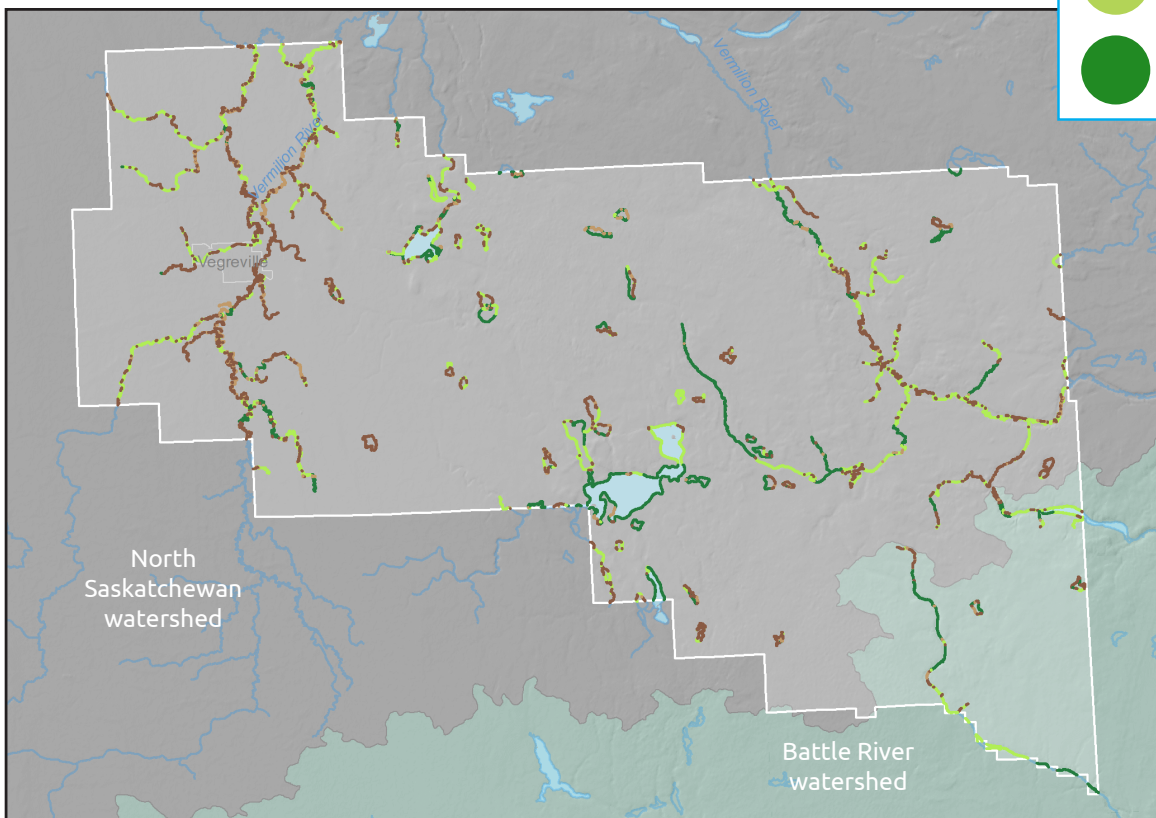 Vermilion River
Vermilion River
Vegreville
North
Saskatchewan
watershed
Battle River
watershed